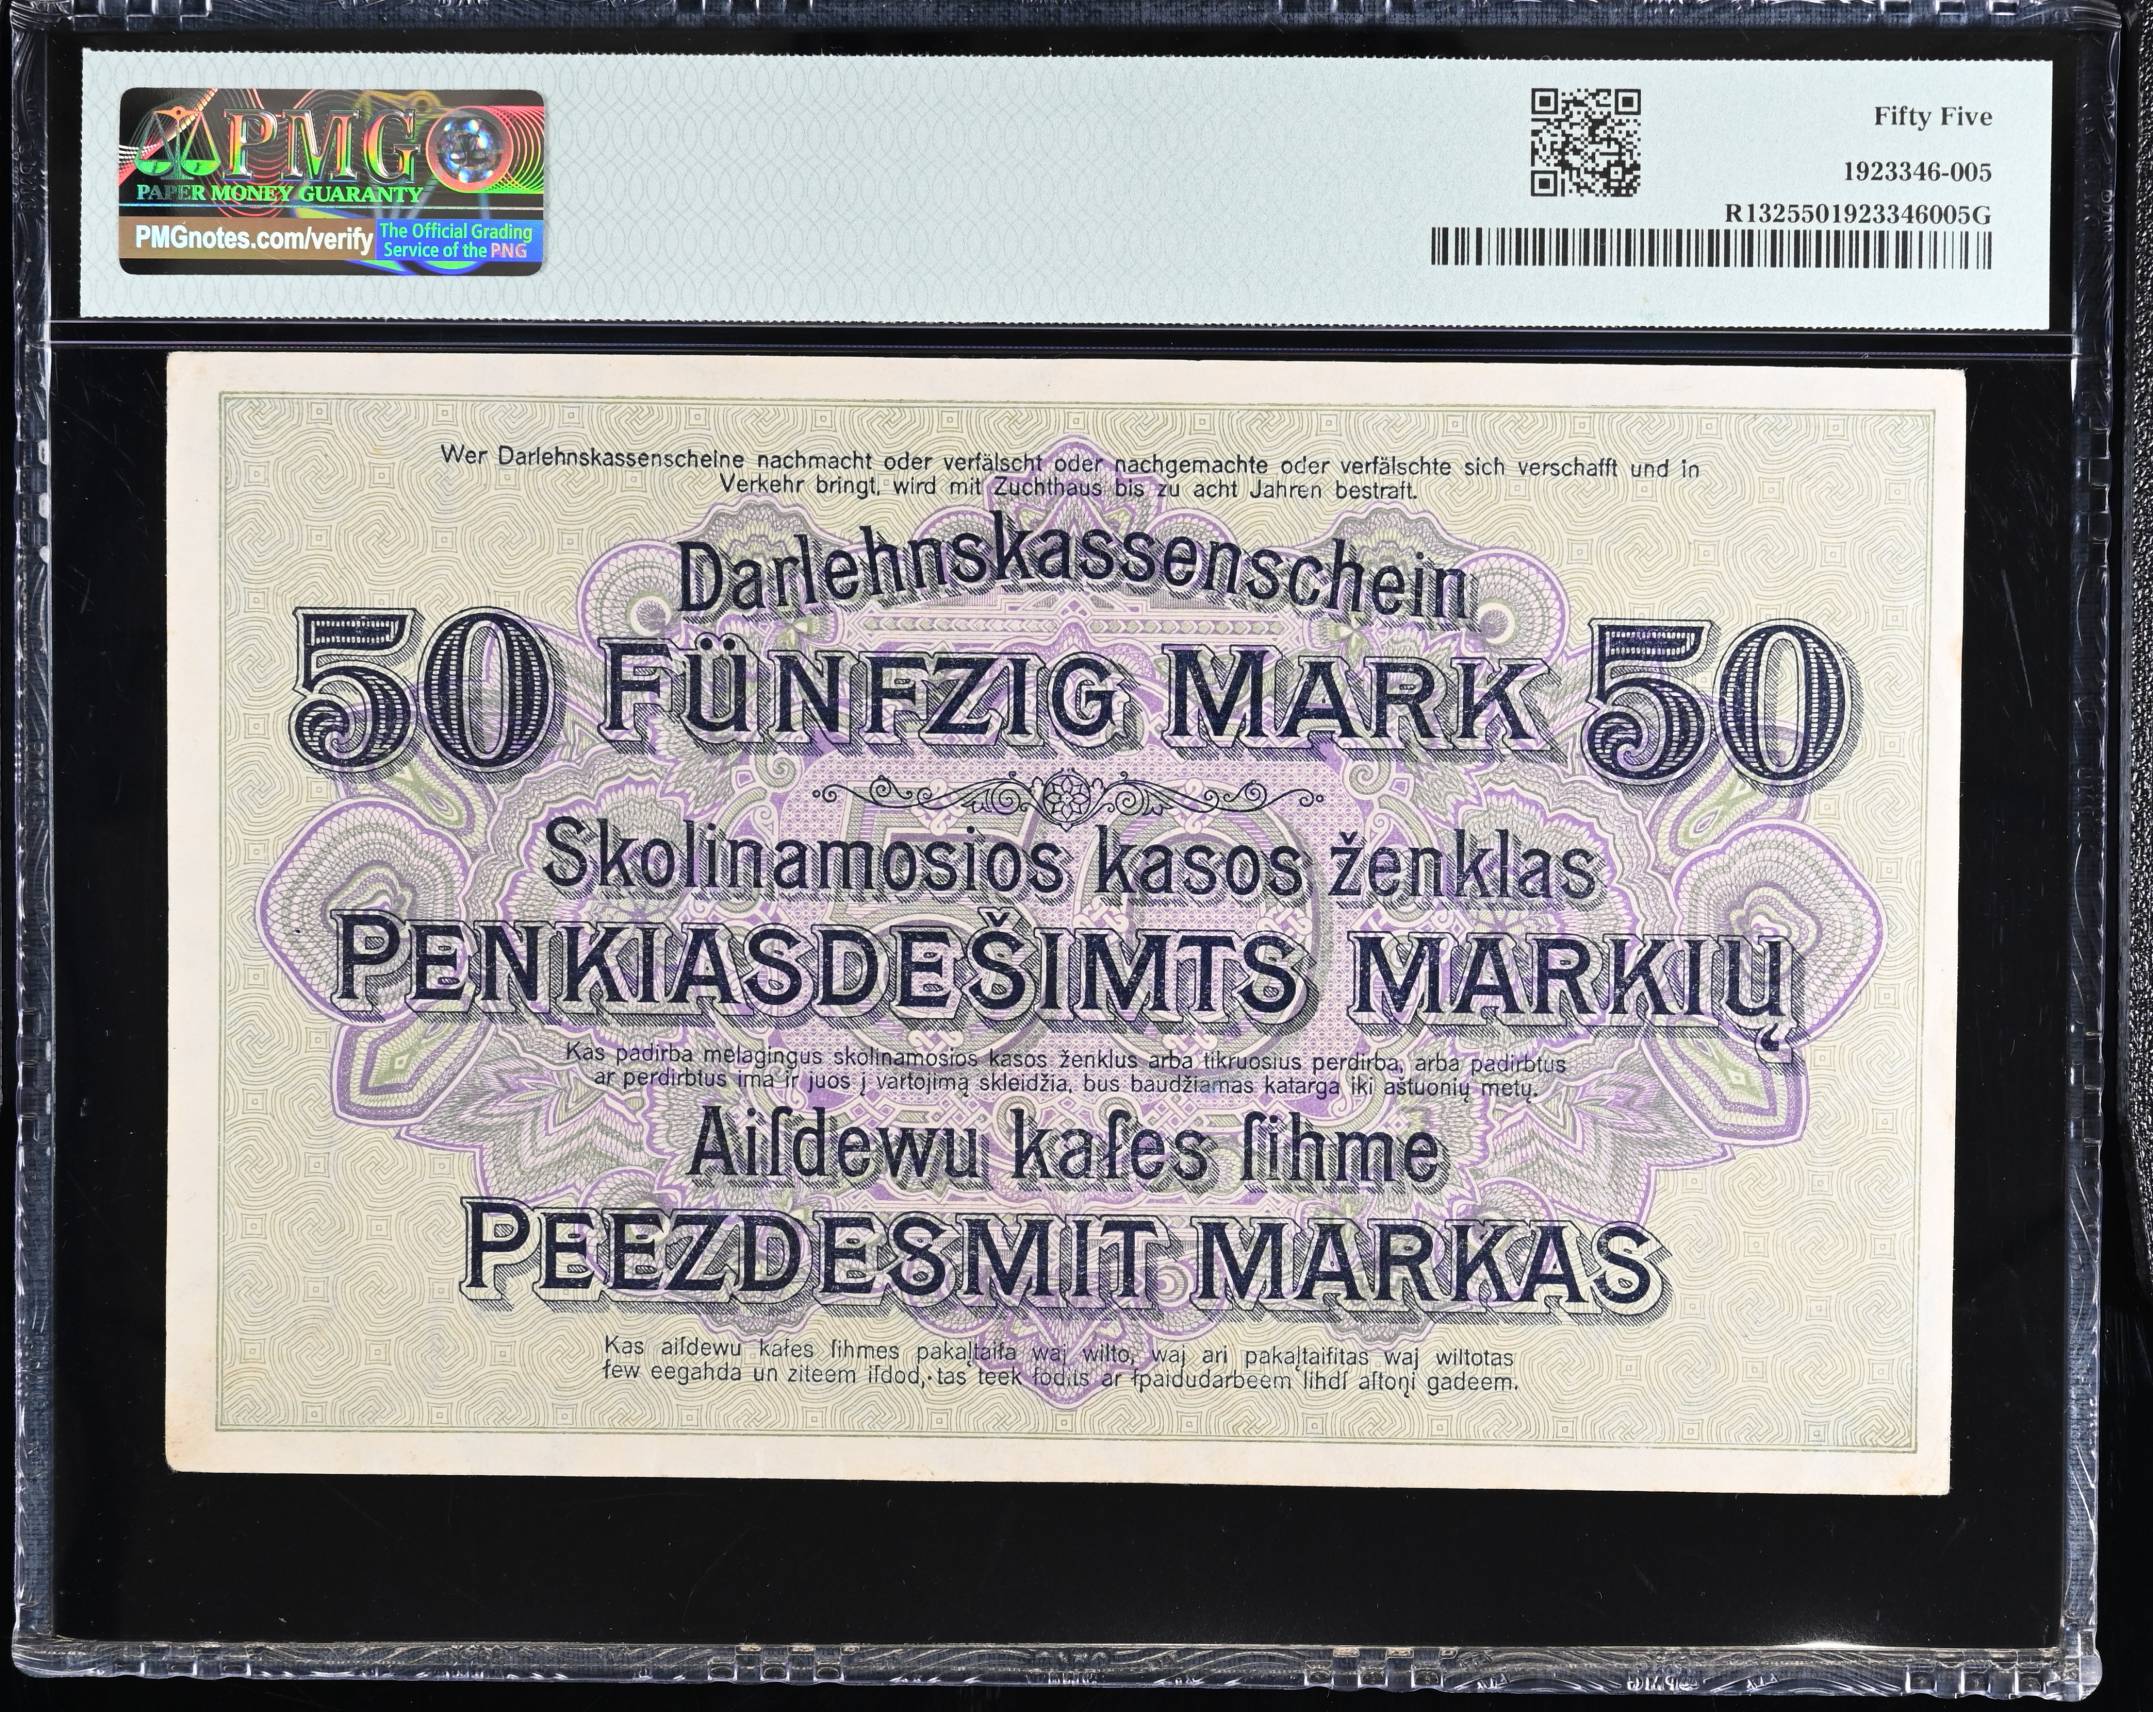 PMG
PAPER MONEY GUARANTY
PMGnotes.com/verify
The Official Grading
Service of the PNG
Fifty Five
1923346-005
R1325501923346005G
Wer Darlehnskassenscheine nachmacht oder verfälscht oder nachgemachte oder verfälschte sich verschafft und in
Verkehr bringt, wird mit Zuchthaus bis zu acht Jahren bestraft.
Darlehnskassenschein
50 FÜNFZIG MARK 50
Skolinamosios kasos ženklas
PENKIASDEŠIMTS MARKIŲ
Kas padirba melagingus skolinamosios kasos ženklus arba tikruosius perdirba, arba padirbtus
ar perdirbtus ima ir juos į vartojimą skleidžia, bus baudžiamas katarga iki aštuonių metų.
Aiſdewu kaſes ſihme
PEEZDESMIT MARKAS
Kas aiſdewu kaſes ſihmes pakaļtaiſa waj wilto, waj ari pakaļtaiſitas waj wiltotas
ſew eegahda un ziteem iſdod, tas teek ſodits ar ſpaidudarbeem lihdſ aſtoņi gadeem.